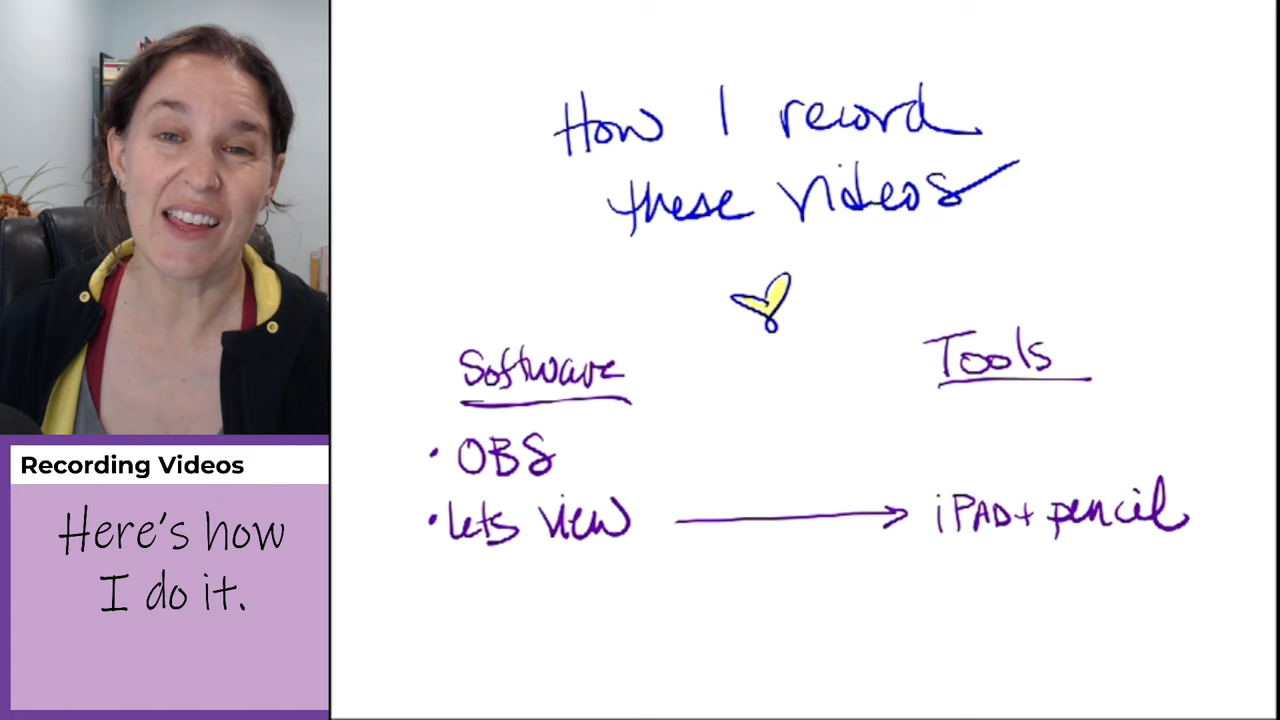 Recording Videos
Here's how
I do it.
How I record
these videos
Software
• OBS
• lets view
Tools
iPAD + pencil